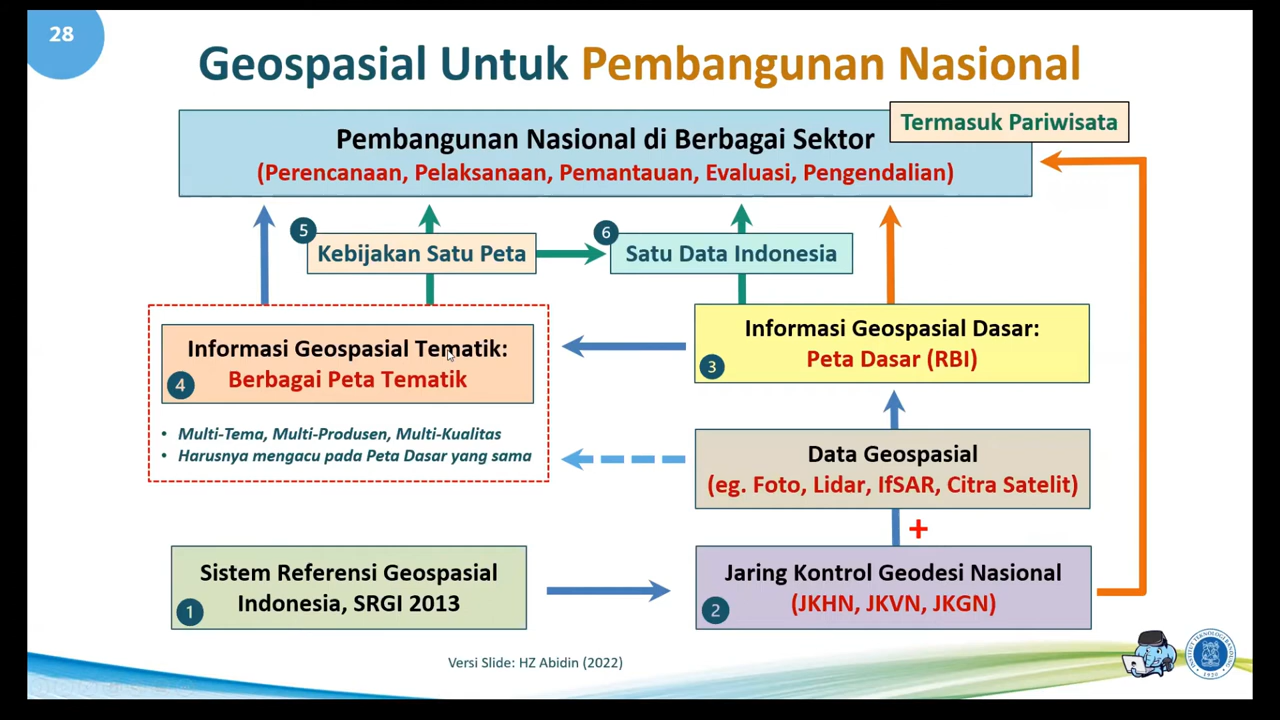 28
Geospasial Untuk Pembangunan Nasional
Termasuk Pariwisata
Pembangunan Nasional di Berbagai Sektor
(Perencanaan, Pelaksanaan, Pemantauan, Evaluasi, Pengendalian)
5
Kebijakan Satu Peta
6
Satu Data Indonesia
Informasi Geospasial Tematik:
Berbagai Peta Tematik
4
• Multi-Tema, Multi-Produsen, Multi-Kualitas
• Harusnya mengacu pada Peta Dasar yang sama
Informasi Geospasial Dasar:
Peta Dasar (RBI)
3
Data Geospasial
(eg. Foto, Lidar, IfSAR, Citra Satelit)
+
Sistem Referensi Geospasial
Indonesia, SRGI 2013
1
Jaring Kontrol Geodesi Nasional
(JKHN, JKVN, JKGN)
2
Versi Slide: HZ Abidin (2022)
INSTITUT TEKNOLOGI BANDUNG
1920